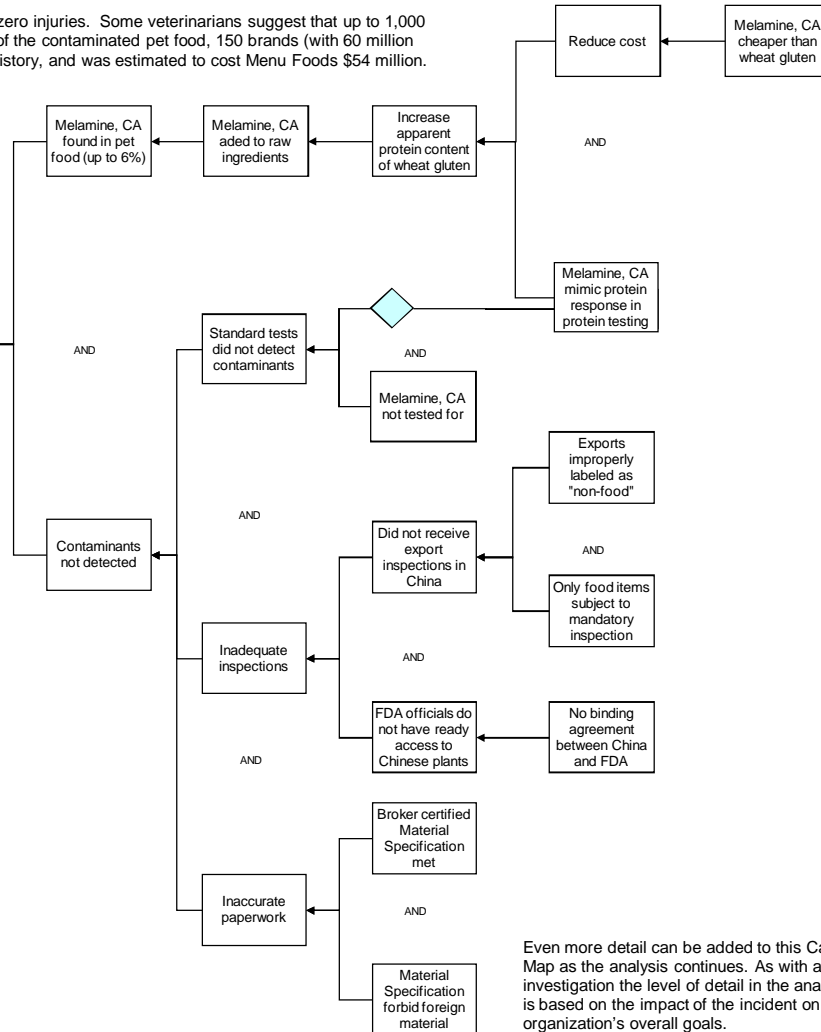 zero injuries. Some veterinarians suggest that up to 1,000
of the contaminated pet food, 150 brands (with 60 million
istory, and was estimated to cost Menu Foods $54 million.
Reduce cost
Melamine, CA
cheaper than
wheat gluten
Melamine, CA
found in pet
food (up to 6%)
Melamine, CA
aded to raw
ingredients
Increase
apparent
protein content
of wheat gluten
AND
Melamine, CA
mimic protein
response in
protein testing
AND
Standard tests
did not detect
contaminants
AND
Melamine, CA
not tested for
Exports
improperly
labeled as
"non-food"
AND
Contaminants
not detected
Did not receive
export
inspections in
China
AND
Only food items
subject to
mandatory
inspection
Inadequate
inspections
AND
FDA officials do
not have ready
access to
Chinese plants
No binding
agreement
between China
and FDA
AND
Broker certified
Material
Specification
met
Inaccurate
paperwork
AND
Material
Specification
forbid foreign
material
Even more detail can be added to this Ca
Map as the analysis continues. As with a
investigation the level of detail in the ana
is based on the impact of the incident on
organization's overall goals.